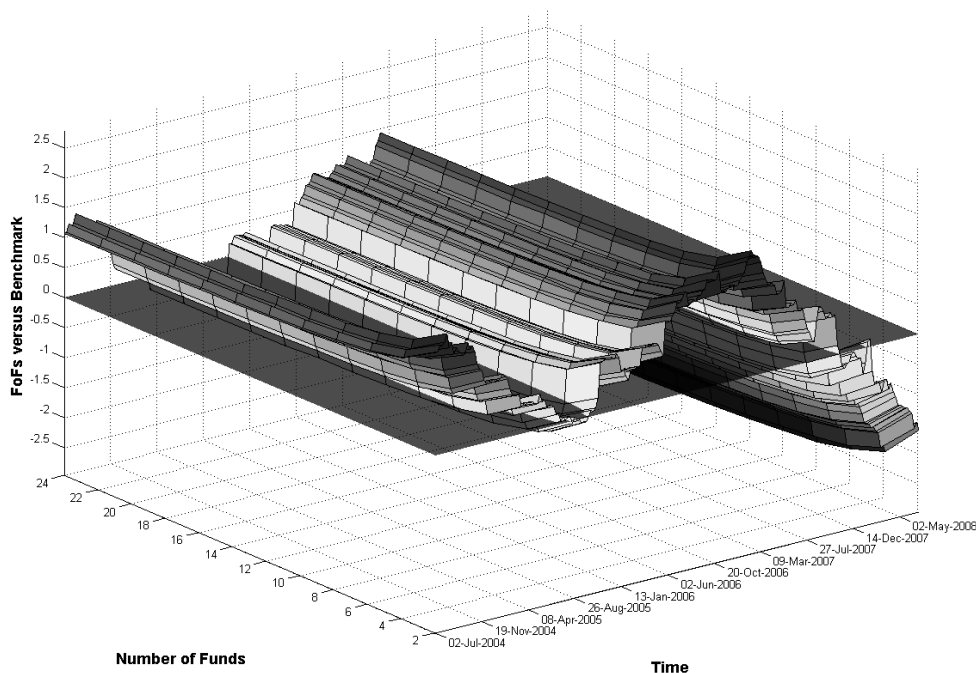 2.5
2
1.5
1
0.5
0
-0.5
-1
-1.5
-2
-2.5
FoFs versus Benchmark
24
22
20
18
16
14
12
10
8
6
4
2
Number of Funds
02-Jul-2004
19-Nov-2004
08-Apr-2005
26-Aug-2005
13-Jan-2006
02-Jun-2006
20-Oct-2006
09-Mar-2007
27-Jul-2007
14-Dec-2007
02-May-2008
Time